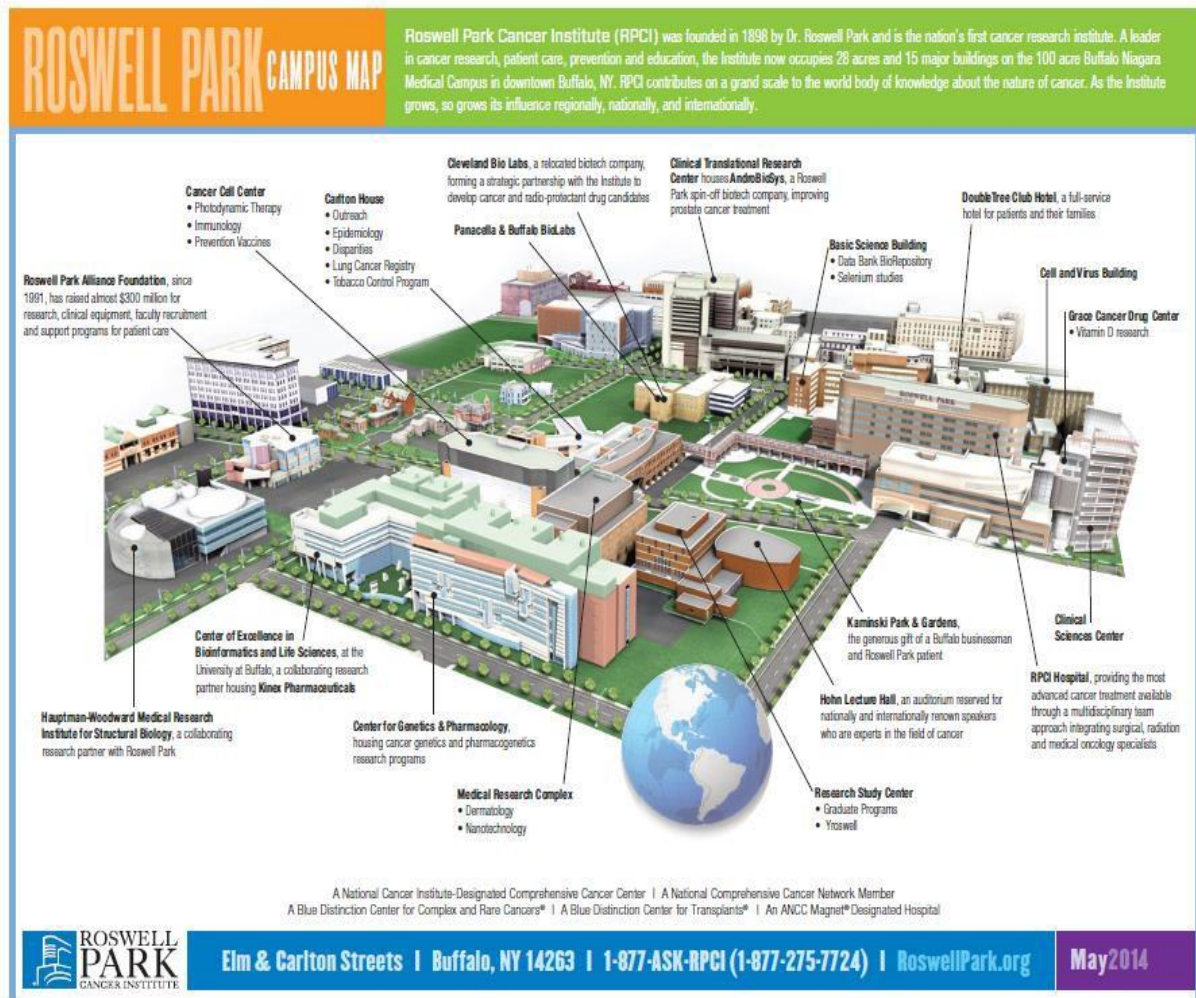 ROSWELL PARK CAMPUS MAP
Roswell Park Cancer Institute (RPCI) was founded in 1898 by Dr. Roswell Park and is the nation's first cancer research institute. A leader
in cancer research, patient care, prevention and education, the Institute now occupies 28 acres and 15 major buildings on the 100 acre Buffalo Niagara
Medical Campus in downtown Buffalo, NY. RPCI contributes on a grand scale to the world body of knowledge about the nature of cancer. As the Institute
grows, so grows its influence regionally, nationally, and internationally.
Cleveland Bio Labs, a relocated biotech company,
forming a strategic partnership with the Institute to
develop cancer and radio-protectant drug candidates
Panacella & Buffalo BioLabs
Clinical Translational Research
Center houses AndroBioSys, a Roswell
Park spin-off biotech company, improving
prostate cancer treatment
Cancer Cell Center
• Photodynamic Therapy
• Immunology
• Prevention Vaccines
Carlton House
• Outreach
• Epidemiology
• Disparities
• Lung Cancer Registry
• Tobacco Control Program
DoubleTree Club Hotel, a full-service
hotel for patients and their families
Basic Science Building
• Data Bank BioRepository
• Selenium studies
Cell and Virus Building
Roswell Park Alliance Foundation, since
1991, has raised almost $300 million for
research, clinical equipment, faculty recruitment
and support programs for patient care
Grace Cancer Drug Center
• Vitamin D research
ROSWELL PARK
Kaminski Park & Gardens,
the generous gift of a Buffalo businessman
and Roswell Park patient
Clinical
Sciences Center
Center of Excellence in
Bioinformatics and Life Sciences, at the
University at Buffalo, a collaborating research
partner housing Kinex Pharmaceuticals
RPCI Hospital, providing the most
advanced cancer treatment available
through a multidisciplinary team
approach integrating surgical, radiation
and medical oncology specialists
Hohn Lecture Hall, an auditorium reserved for
nationally and internationally renown speakers
who are experts in the field of cancer
Hauptman-Woodward Medical Research
Institute for Structural Biology, a collaborating
research partner with Roswell Park
Center for Genetics & Pharmacology,
housing cancer genetics and pharmacogenetics
research programs
Medical Research Complex
• Dermatology
• Nanotechnology
Research Study Center
• Graduate Programs
• Yroswell
A National Cancer Institute-Designated Comprehensive Cancer Center | A National Comprehensive Cancer Network Member
A Blue Distinction Center for Complex and Rare Cancers® | A Blue Distinction Center for Transplants® | An ANCC Magnet® Designated Hospital
ROSWELL
PARK
CANCER INSTITUTE
Elm & Carlton Streets | Buffalo, NY 14263 | 1-877-ASK-RPCI (1-877-275-7724) | RoswellPark.org
May2014